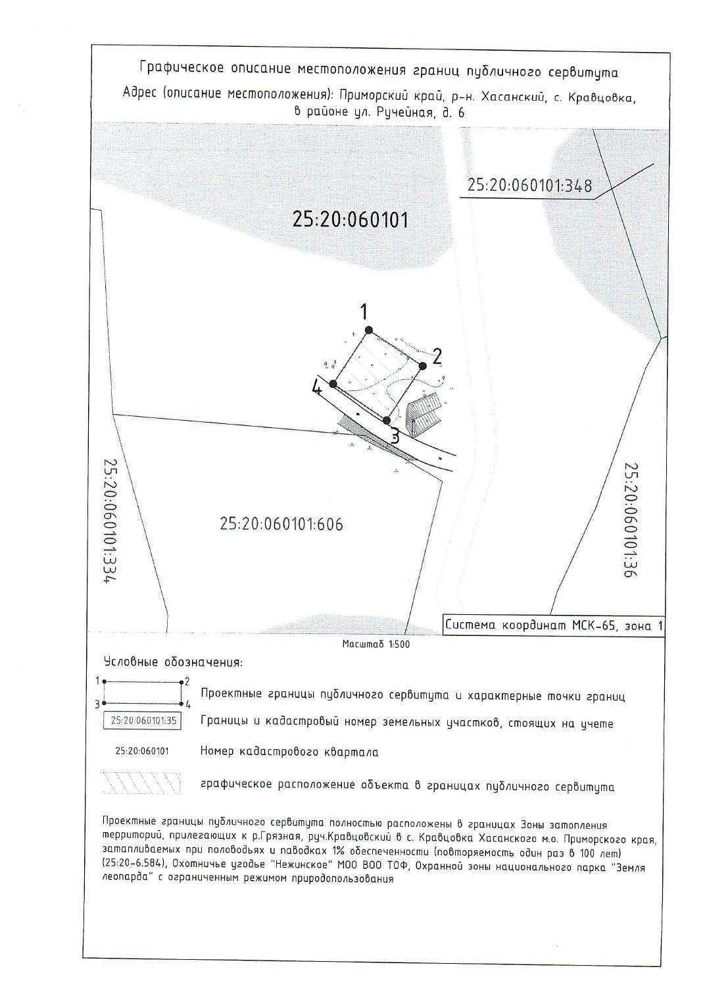 Графическое описание местоположения границ публичного сервитута
Адрес (описание местоположения): Приморский край, р-н. Хасанский, с. Кравцовка,
в районе ул. Ручейная, д. 6
25:20:060101:348
25:20:060101
1
2
4
3
25:20:060101:334
25:20:060101:36
25:20:060101:606
Система координат МСК-65, зона 1
Масштаб 1:500
Условные обозначения:
1 2
Проектные границы публичного сервитута и характерные точки границ
3 4
25:20:060101:35 Границы и кадастровый номер земельных участков, стоящих на учете
25:20:060101 Номер кадастрового квартала
графическое расположение объекта в границах публичного сервитута
Проектные границы публичного сервитута полностью расположены в границах Зоны затопления
территорий, прилегающих к р.Грязная, руч.Кравцовский в с. Кравцовка Хасанского м.о. Приморского края,
затапливаемых при половодьях и паводках 1% обеспеченности (повторяемость один раз в 100 лет)
(25:20-6.584), Охотничье угодье "Нежинское" МОО ВОО ТОФ, Охранной зоны национального парка "Земля
леопарда" с ограниченным режимом природопользования